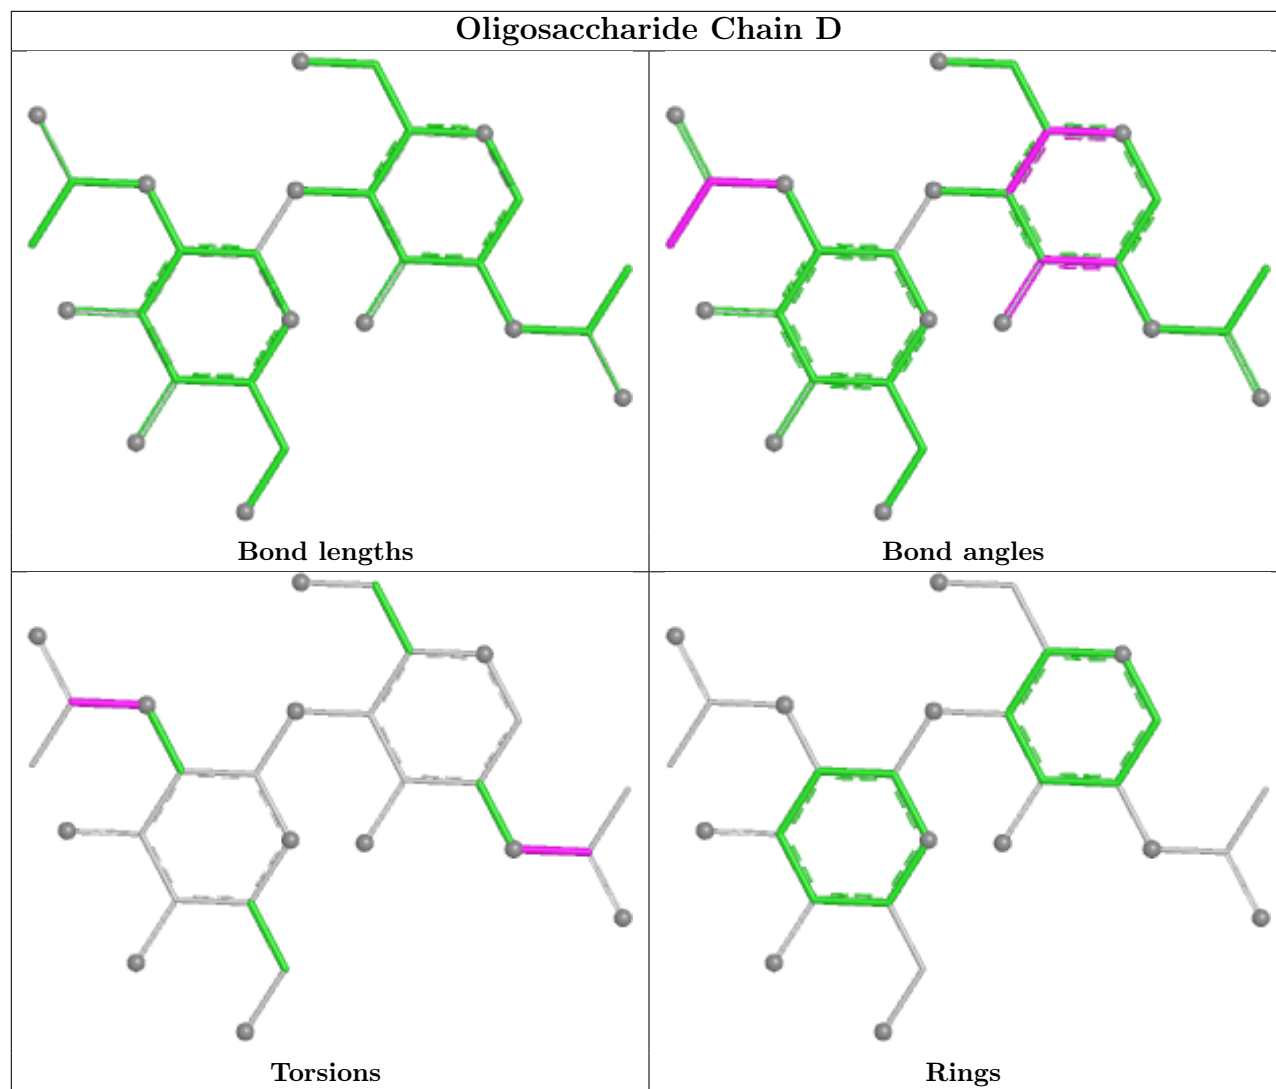 Oligosaccharide Chain D
Bond lengths
Bond angles
Torsions
Rings